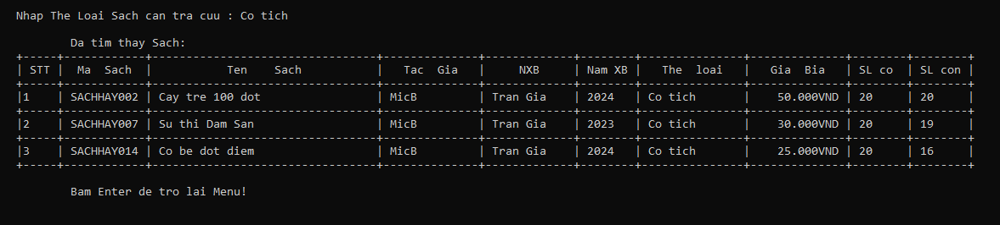 Nhap The Loai Sach can tra cuu : Co tich
Da tim thay Sach:
+-----+------------+---------------------------------+--------------+-------------+--------+---------------+--------------+--------+--------+
| STT |  Ma  Sach  |           Ten    Sach           |   Tac  Gia   |     NXB     | Nam XB |   The  loai   |   Gia  Bia   | SL co  | SL con |
+-----+------------+---------------------------------+--------------+-------------+--------+---------------+--------------+--------+--------+
|1    | SACHHAY002 | Cay tre 100 dot                 | MicB         | Tran Gia    | 2024   | Co tich       |    50.000VND | 20     | 20     |
+-----+------------+---------------------------------+--------------+-------------+--------+---------------+--------------+--------+--------+
|2    | SACHHAY007 | Su thi Dam San                  | MicB         | Tran Gia    | 2023   | Co tich       |    30.000VND | 20     | 19     |
+-----+------------+---------------------------------+--------------+-------------+--------+---------------+--------------+--------+--------+
|3    | SACHHAY014 | Co be dot diem                  | MicB         | Tran Gia    | 2024   | Co tich       |    25.000VND | 20     | 16     |
+-----+------------+---------------------------------+--------------+-------------+--------+---------------+--------------+--------+--------+
Bam Enter de tro lai Menu!